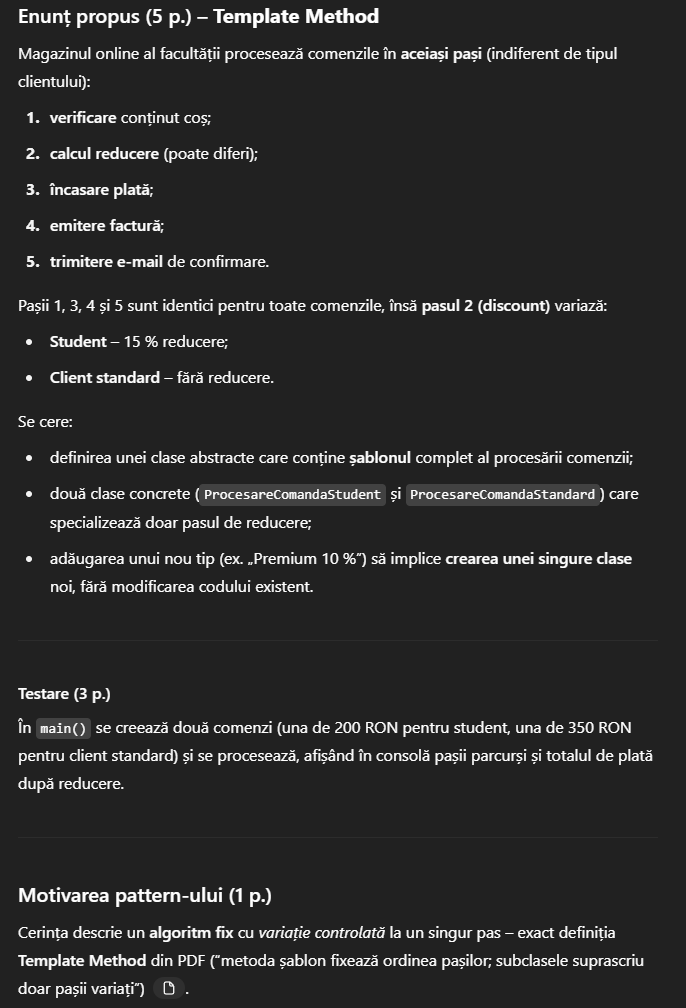 Enunț propus (5 p.) – Template Method
Magazinul online al facultății procesează comenzile în aceiași pași (indiferent de tipul
clientului):
1. verificare conținut coș;
2. calcul reducere (poate diferi);
3. încasare plată;
4. emitere factură;
5. trimitere e-mail de confirmare.
Pașii 1, 3, 4 și 5 sunt identici pentru toate comenzile, însă pasul 2 (discount) variază:
• Student – 15 % reducere;
• Client standard – fără reducere.
Se cere:
• definirea unei clase abstracte care conține șablonul complet al procesării comenzii;
• două clase concrete (ProcesareComandaStudent și ProcesareComandaStandard) care
specializează doar pasul de reducere;
• adăugarea unui nou tip (ex. „Premium 10 %”) să implice crearea unei singure clase
noi, fără modificarea codului existent.
Testare (3 p.)
În main() se creează două comenzi (una de 200 RON pentru student, una de 350 RON
pentru client standard) și se procesează, afișând în consolă pașii parcurși și totalul de plată
după reducere.
Motivarea pattern-ului (1 p.)
Cerința descrie un algoritm fix cu variație controlată la un singur pas – exact definiția
Template Method din PDF (“metoda șablon fixează ordinea pașilor; subclasele suprascriu
doar pașii variați”) .